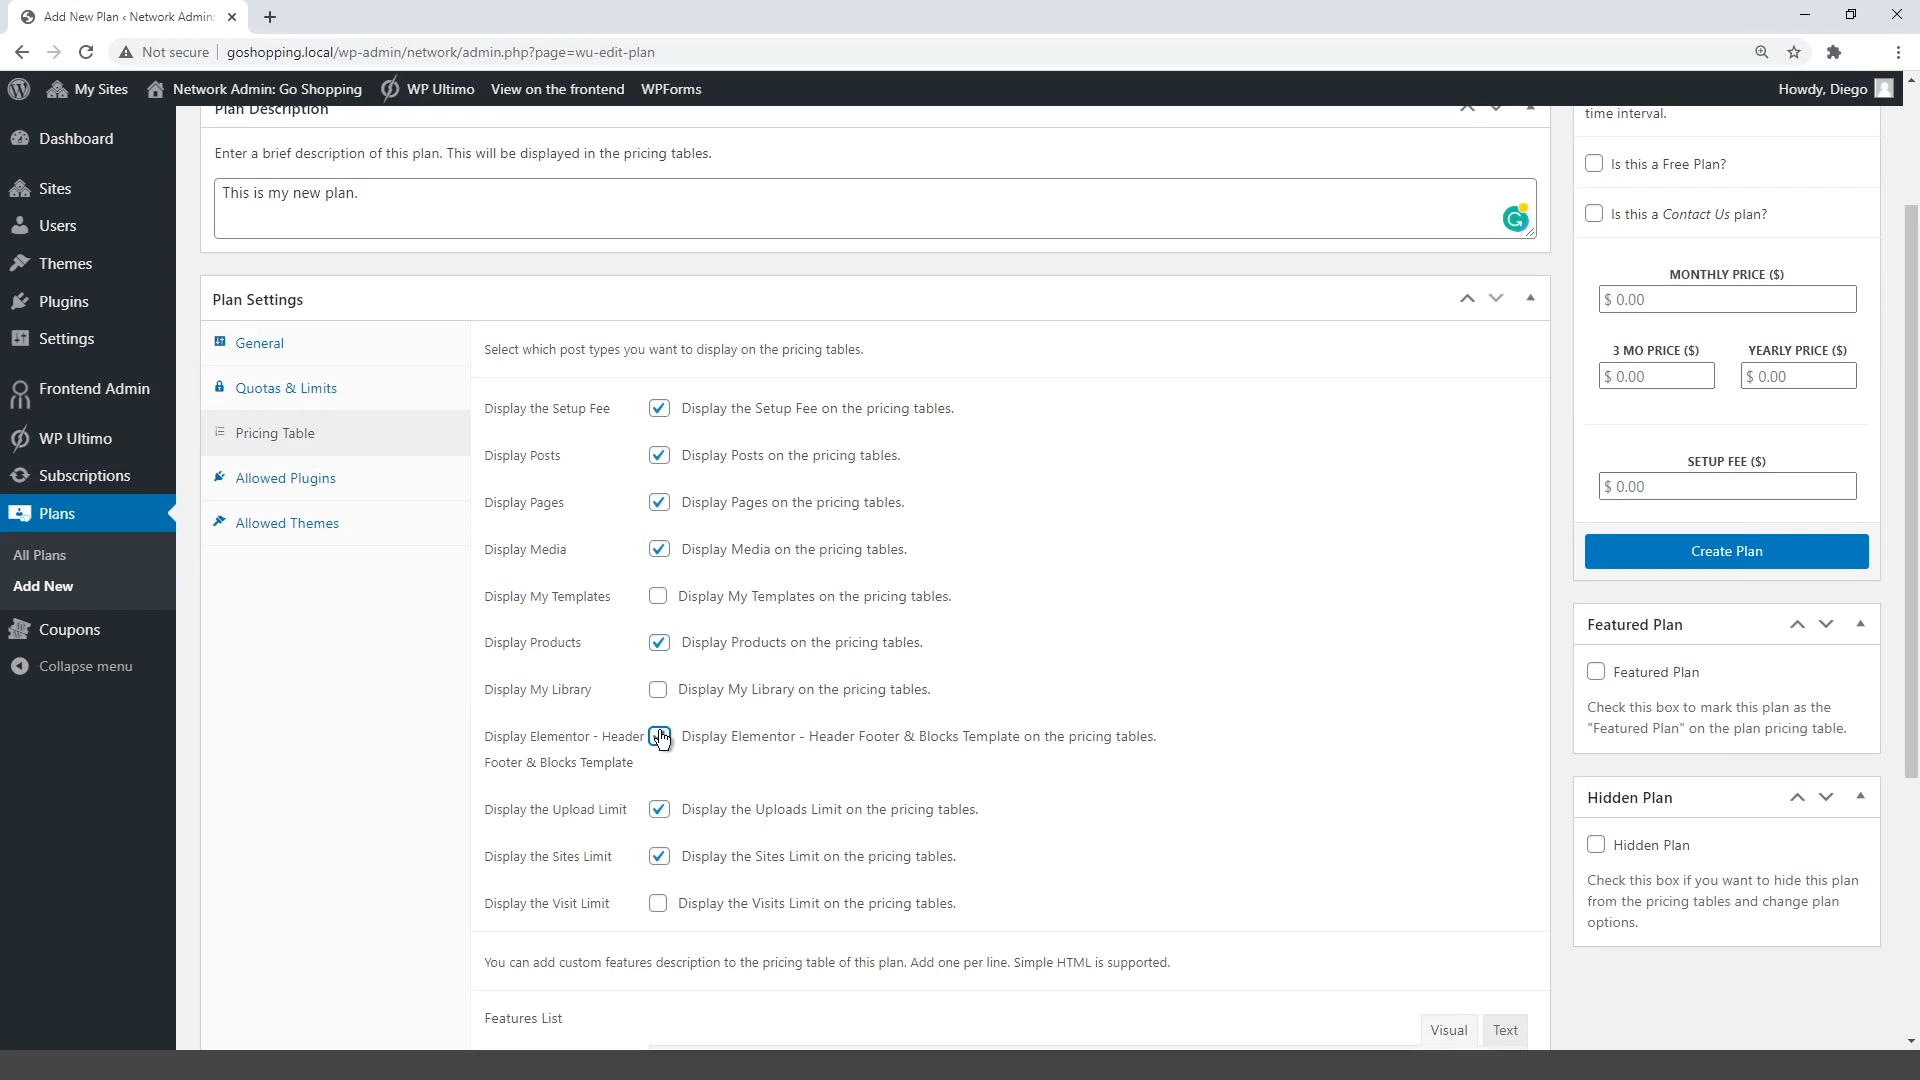 Add New Plan ‹ Network Admin:
Not secure
goshopping.local/wp-admin/network/admin.php?page=wu-edit-plan
My Sites
Network Admin: Go Shopping
WP Ultimo
View on the frontend
WPForms
Howdy, Diego
Dashboard
Sites
Users
Themes
Plugins
Settings
Frontend Admin
WP Ultimo
Subscriptions
Plans
All Plans
Add New
Coupons
Collapse menu
Plan Description
Enter a brief description of this plan. This will be displayed in the pricing tables.
This is my new plan.
Plan Settings
General
Quotas & Limits
Pricing Table
Allowed Plugins
Allowed Themes
Select which post types you want to display on the pricing tables.
Display the Setup Fee
Display the Setup Fee on the pricing tables.
Display Posts
Display Posts on the pricing tables.
Display Pages
Display Pages on the pricing tables.
Display Media
Display Media on the pricing tables.
Display My Templates
Display My Templates on the pricing tables.
Display Products
Display Products on the pricing tables.
Display My Library
Display My Library on the pricing tables.
Display Elementor - Header
Footer & Blocks Template
Display Elementor - Header Footer & Blocks Template on the pricing tables.
Display the Upload Limit
Display the Uploads Limit on the pricing tables.
Display the Sites Limit
Display the Sites Limit on the pricing tables.
Display the Visit Limit
Display the Visits Limit on the pricing tables.
You can add custom features description to the pricing table of this plan. Add one per line. Simple HTML is supported.
Features List
Visual
Text
time interval.
Is this a Free Plan?
Is this a Contact Us plan?
MONTHLY PRICE ($)
$ 0.00
3 MO PRICE ($)
YEARLY PRICE ($)
$ 0.00
$ 0.00
SETUP FEE ($)
$ 0.00
Create Plan
Featured Plan
Featured Plan
Check this box to mark this plan as the
"Featured Plan" on the plan pricing table.
Hidden Plan
Hidden Plan
Check this box if you want to hide this plan
from the pricing tables and change plan
options.